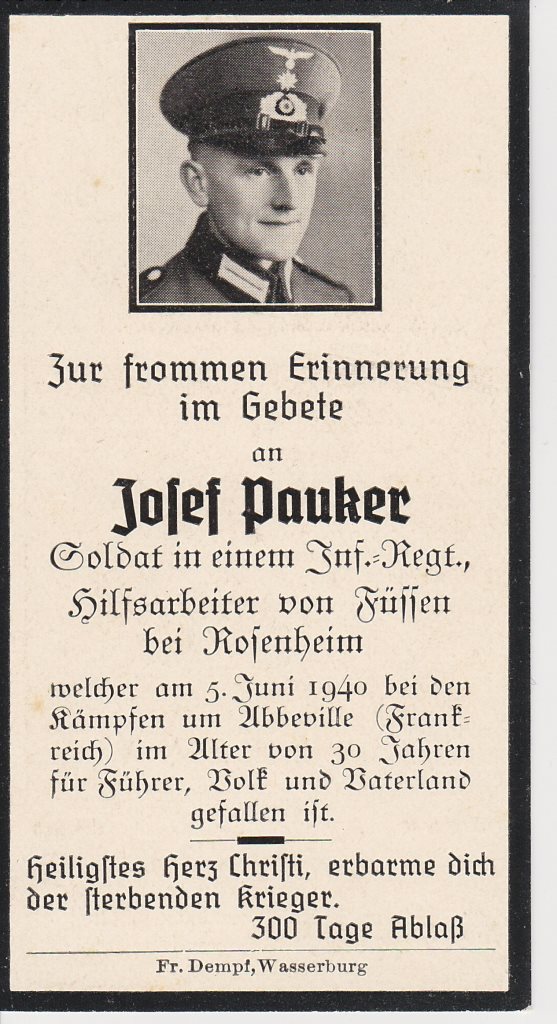 Zur frommen Erinnerung
im Gebete
an
Josef Pauker
Soldat in einem Inf.-Regt.,
Hilfsarbeiter von Füssen
bei Rosenheim
welcher am 5. Juni 1940 bei den
Kämpfen um Abbeville (Frank-
reich) im Alter von 30 Jahren
für Führer, Volk und Vaterland
gefallen ist.
Heiligstes Herz Christi, erbarme dich
der sterbenden Krieger.
300 Tage Ablaß
Fr. Dempf, Wasserburg